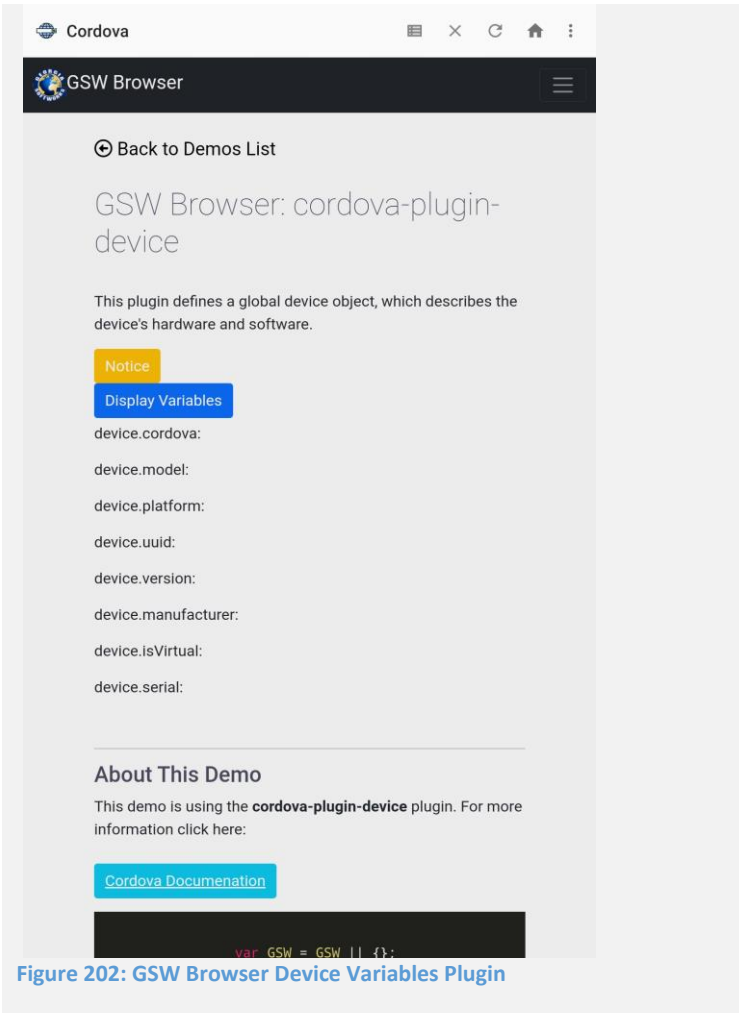 Cordova
GSW Browser
Back to Demos List
GSW Browser: cordova-plugin-
device
This plugin defines a global device object, which describes the
device's hardware and software.
Notice
Display Variables
device.cordova:
device.model:
device.platform:
device.uuid:
device.version:
device.manufacturer:
device.isVirtual:
device.serial:
About This Demo
This demo is using the cordova-plugin-device plugin. For more
information click here:
Cordova Documenation
var GSW = GSW || {};
Figure 202: GSW Browser Device Variables Plugin